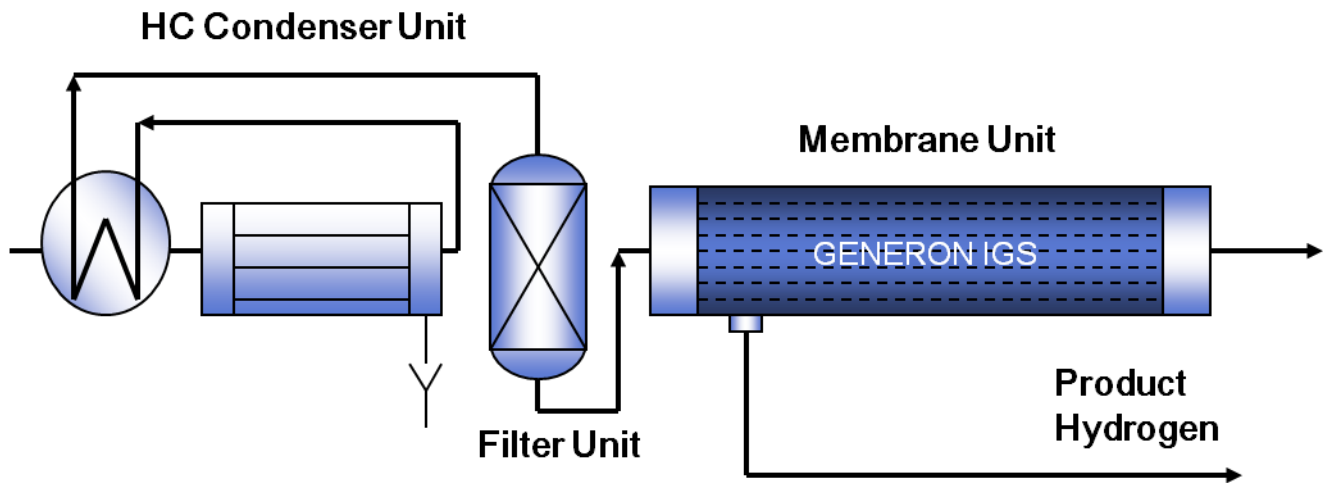 HC Condenser Unit
Membrane Unit
GENERON IGS
Filter Unit
Product
Hydrogen